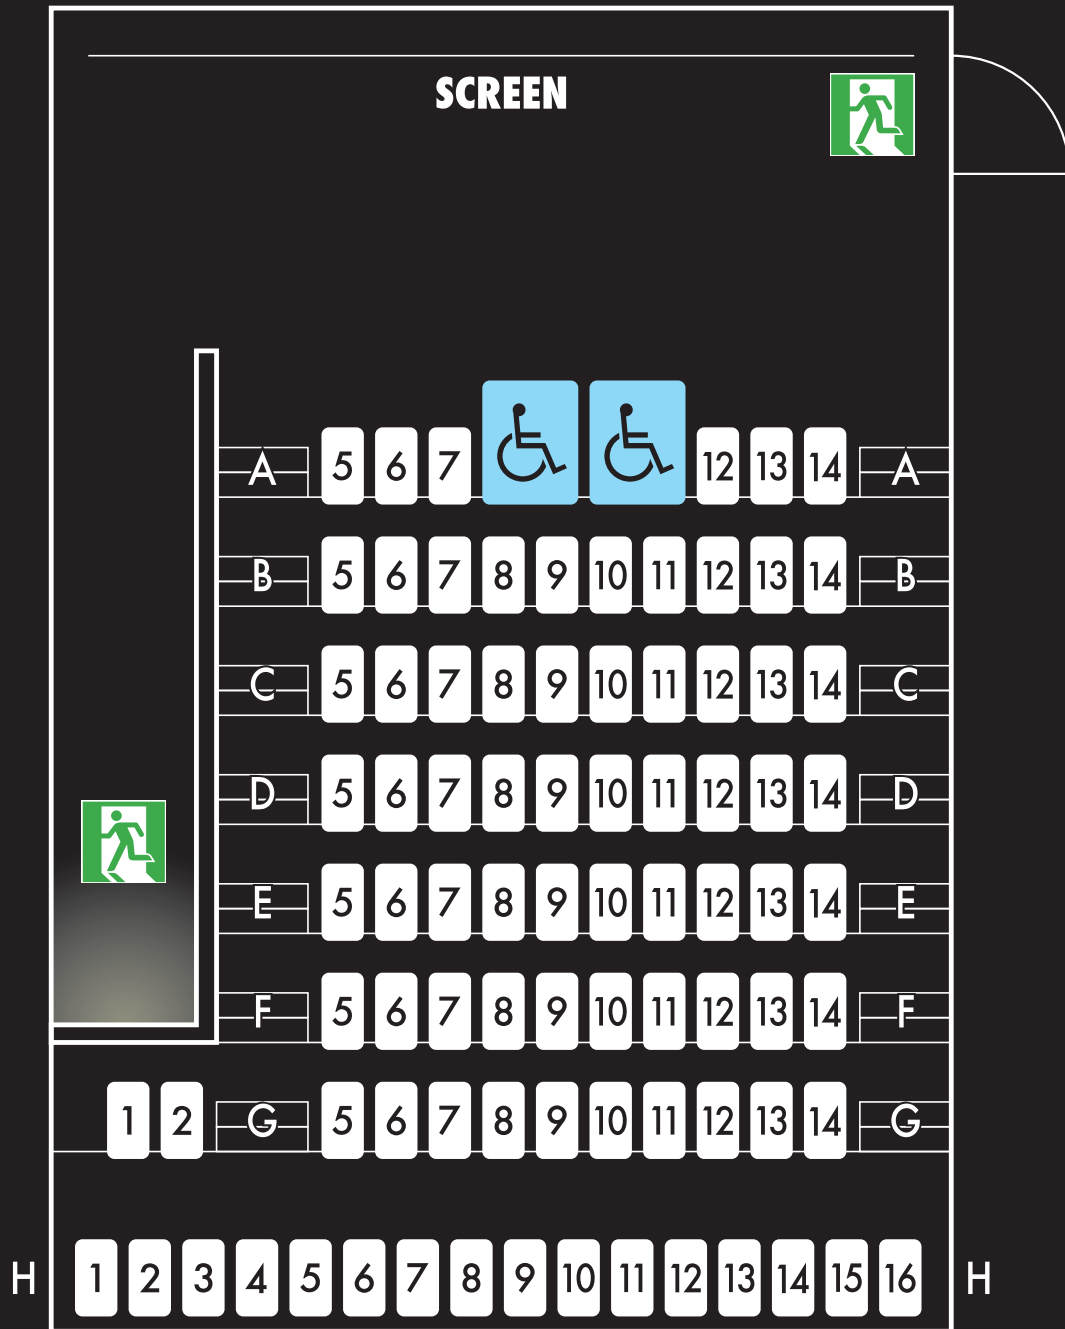 SCREEN
A 5 6 7 12 13 14 A
B 5 6 7 8 9 10 11 12 13 14 B
C 5 6 7 8 9 10 11 12 13 14 C
D 5 6 7 8 9 10 11 12 13 14 D
E 5 6 7 8 9 10 11 12 13 14 E
F 5 6 7 8 9 10 11 12 13 14 F
1 2 G 5 6 7 8 9 10 11 12 13 14 G
H 1 2 3 4 5 6 7 8 9 10 11 12 13 14 15 16 H